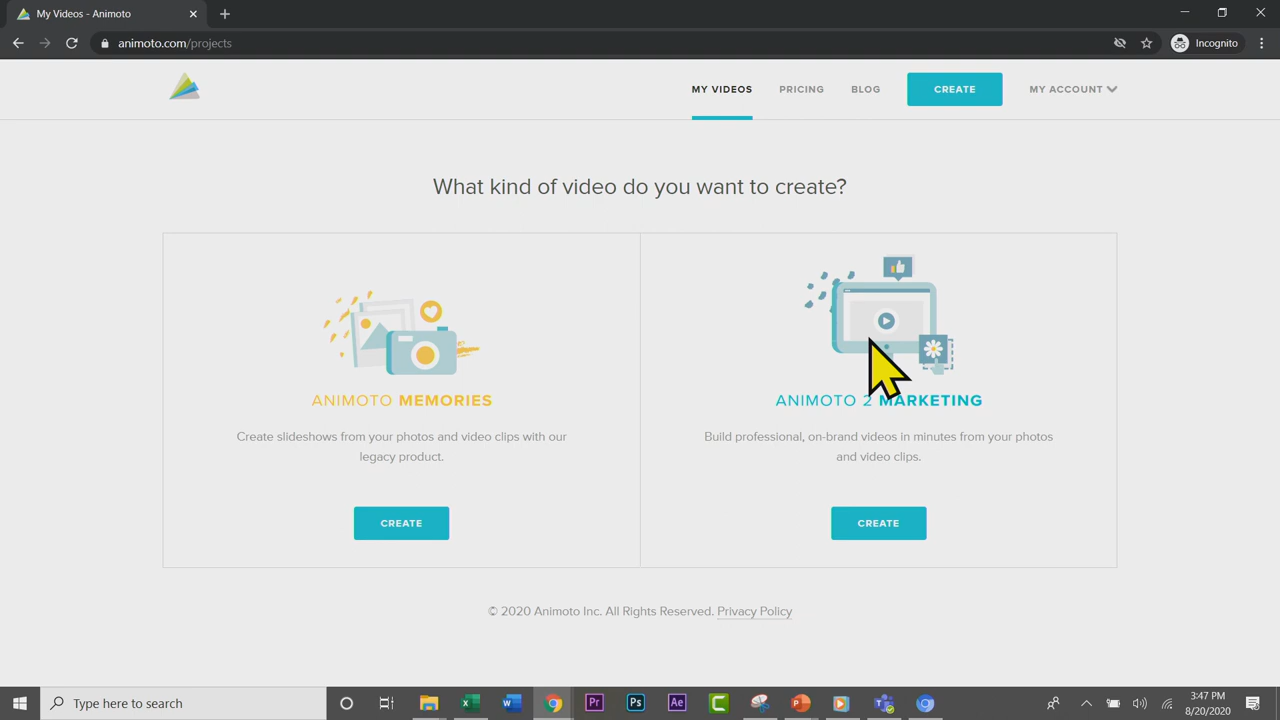 My Videos - Animoto
animoto.com/projects
Incognito
MY VIDEOS
PRICING
BLOG
CREATE
MY ACCOUNT
What kind of video do you want to create?
ANIMOTO MEMORIES
Create slideshows from your photos and video clips with our
legacy product.
CREATE
ANIMOTO 2 MARKETING
Build professional, on-brand videos in minutes from your photos
and video clips.
CREATE
© 2020 Animoto Inc. All Rights Reserved. Privacy Policy
Type here to search
Pr
Ps
Ae
3:47 PM
8/20/2020